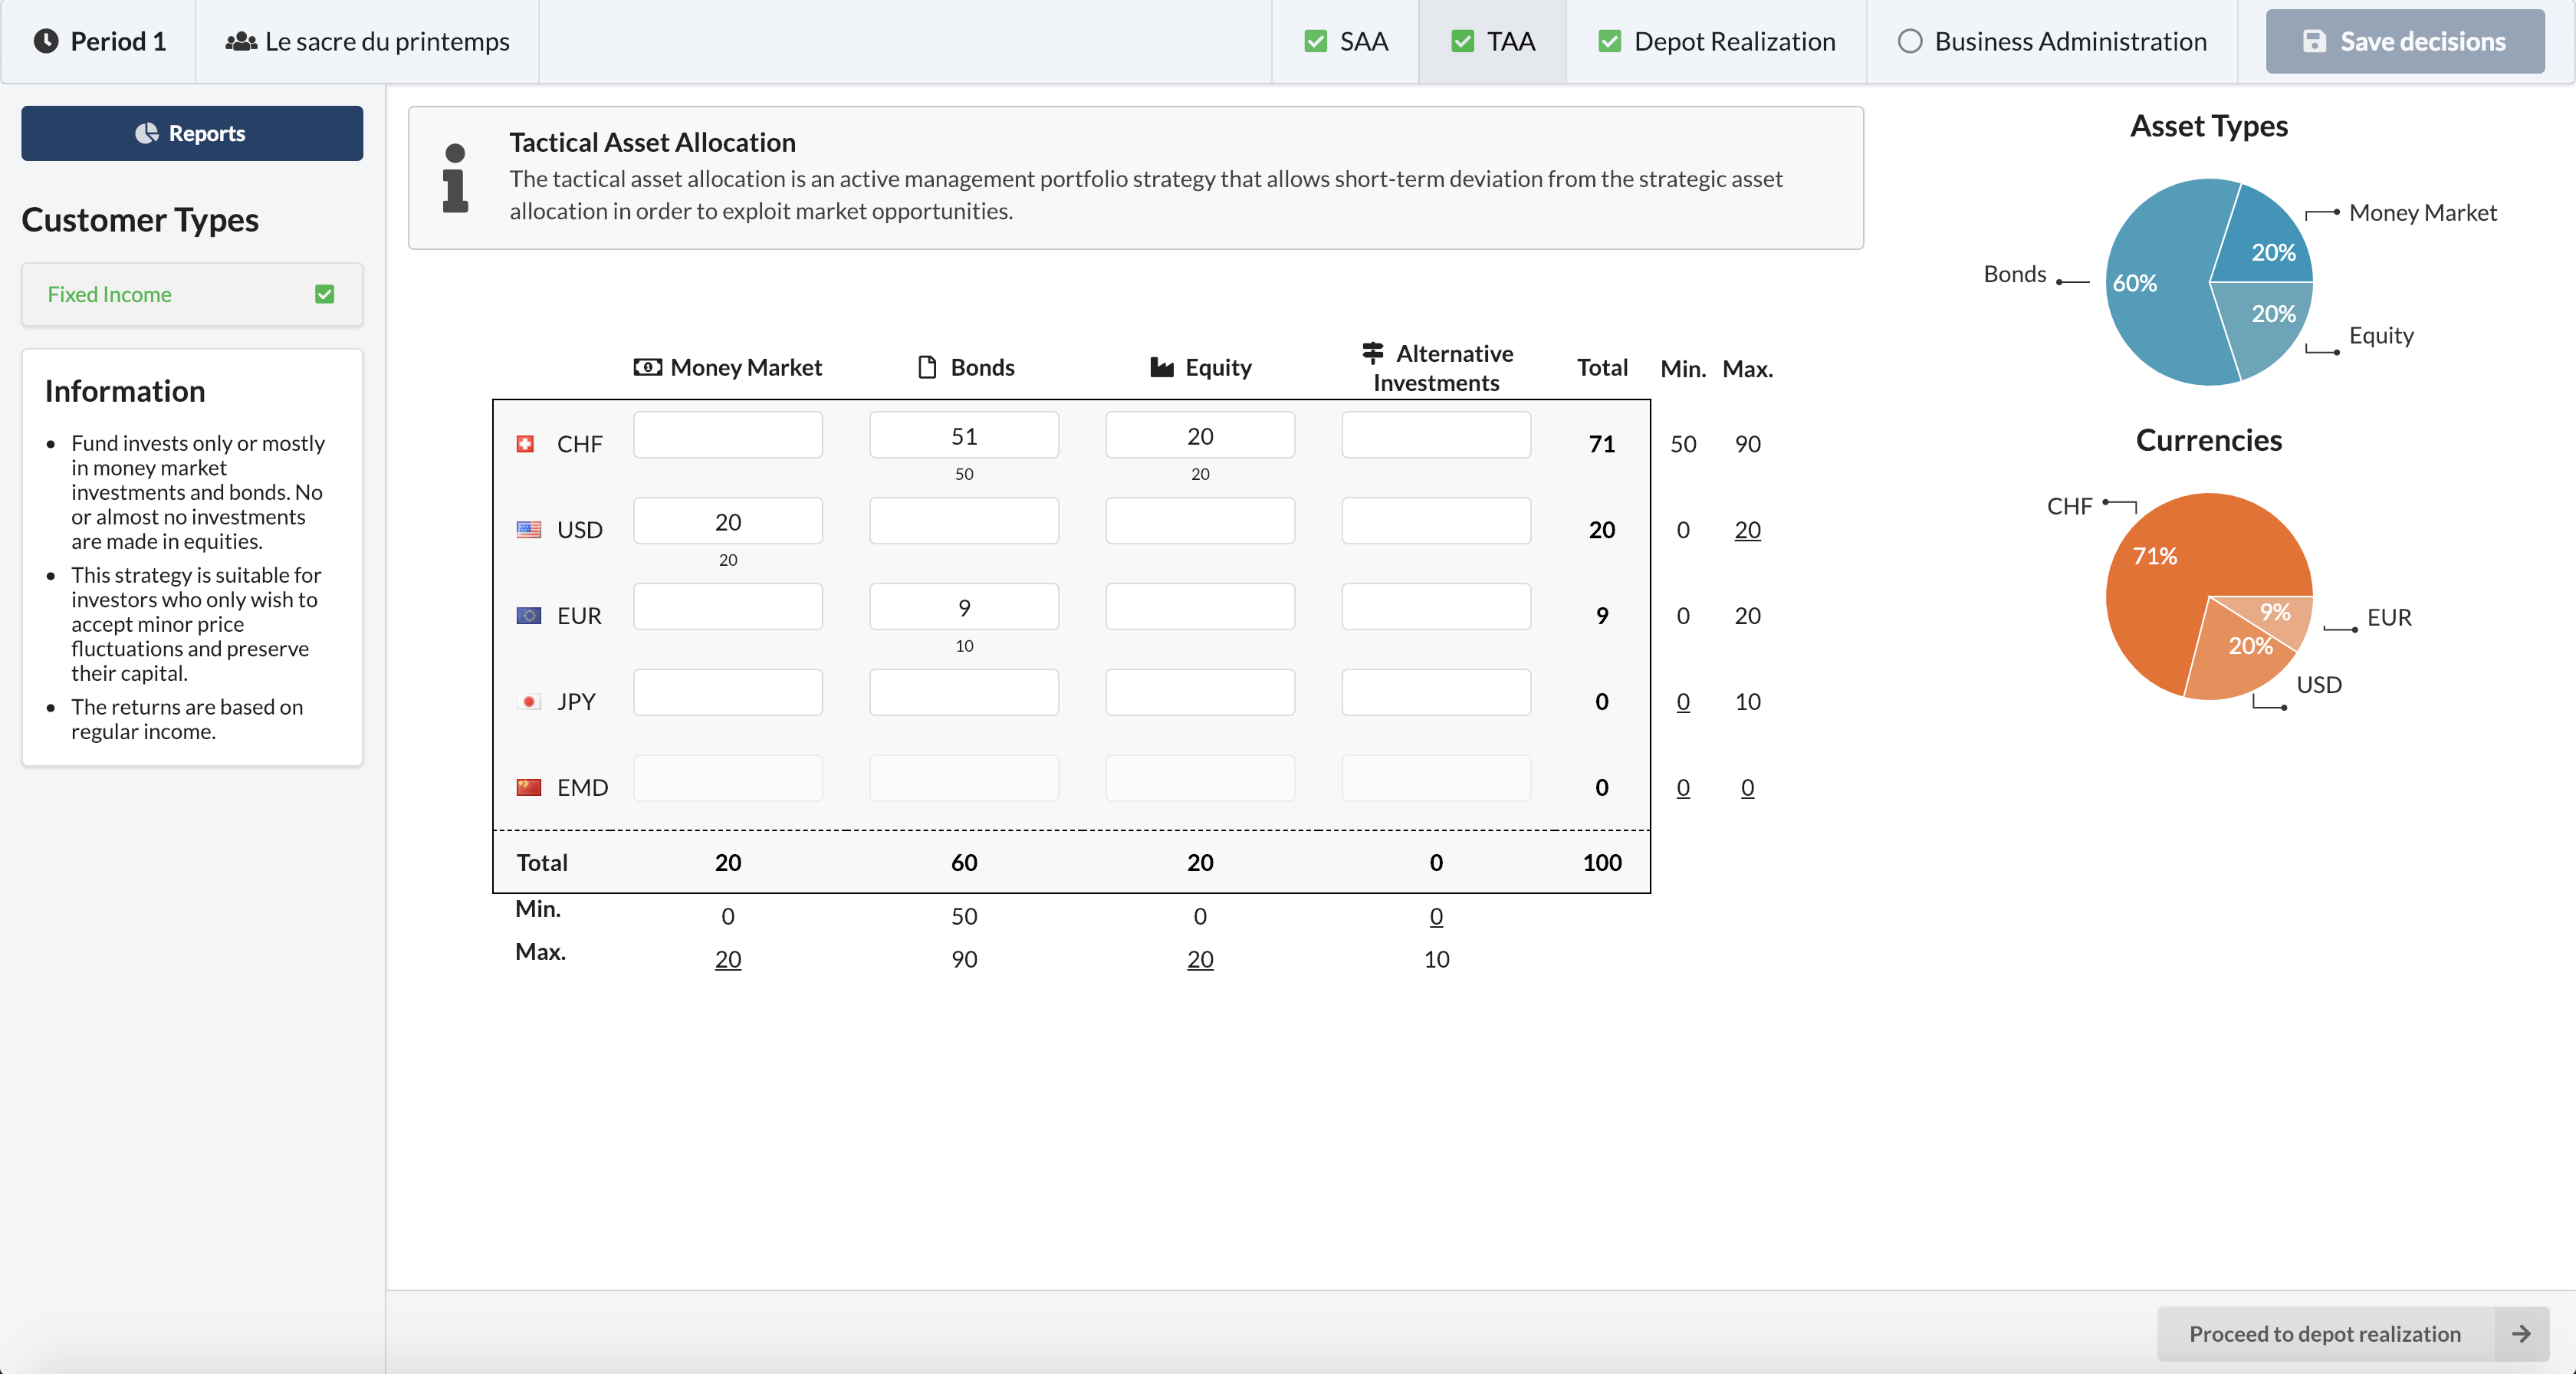 Period 1
Le sacre du printemps
SAA
TAA
Depot Realization
Business Administration
Save decisions
Reports
Customer Types
Fixed Income
Information
Fund invests only or mostly
in money market
investments and bonds. No
or almost no investments
are made in equities.
This strategy is suitable for
investors who only wish to
accept minor price
fluctuations and preserve
their capital.
The returns are based on
regular income.
Tactical Asset Allocation
The tactical asset allocation is an active management portfolio strategy that allows short-term deviation from the strategic asset
allocation in order to exploit market opportunities.
Money Market Bonds Equity Alternative Investments Total Min. Max.
CHF 51 20 71 50 90
50 20
USD 20 20 0 20
20
EUR 9 9 0 20
10
JPY 0 0 10
EMD 0 0 0
Total 20 60 20 0 100
Min. 0 50 0 0
Max. 20 90 20 10
Asset Types
Money Market
20%
Bonds
60%
20%
Equity
Currencies
CHF
71%
9%
EUR
20%
USD
Proceed to depot realization